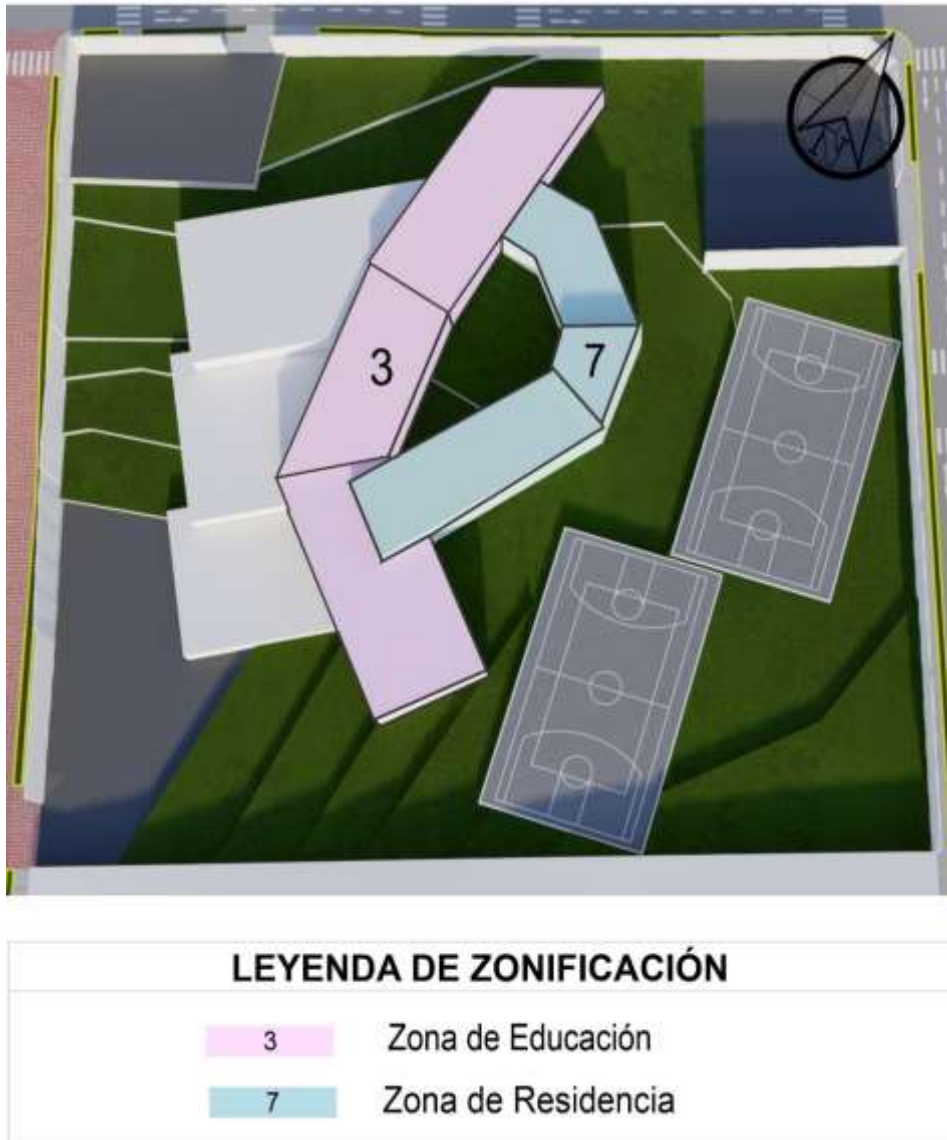 3
7
LEYENDA DE ZONIFICACIÓN
3 Zona de Educación
7 Zona de Residencia